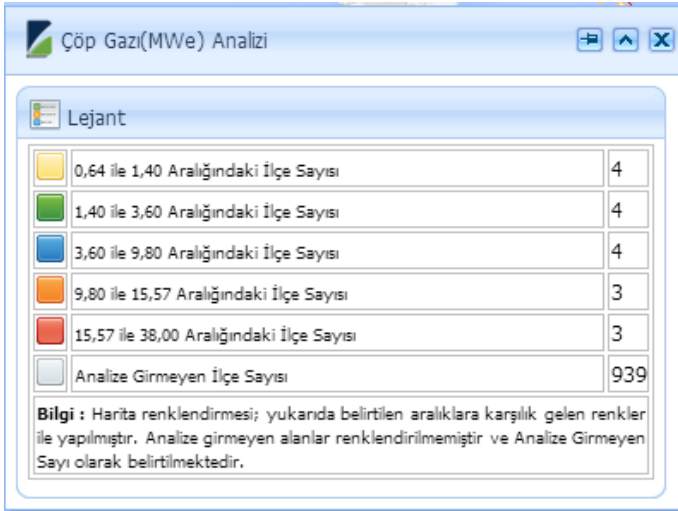 Çöp Gazı(MWe) Analizi
Lejant
0,64 ile 1,40 Aralığındaki İlçe Sayısı 4
1,40 ile 3,60 Aralığındaki İlçe Sayısı 4
3,60 ile 9,80 Aralığındaki İlçe Sayısı 4
9,80 ile 15,57 Aralığındaki İlçe Sayısı 3
15,57 ile 38,00 Aralığındaki İlçe Sayısı 3
Analize Girmeyen İlçe Sayısı 939
Bilgi : Harita renklendirmesi; yukarıda belirtilen aralıklara karşılık gelen renkler
ile yapılmıştır. Analize girmeyen alanlar renklendirilmemiştir ve Analize Girmeyen
Sayı olarak belirtilmektedir.